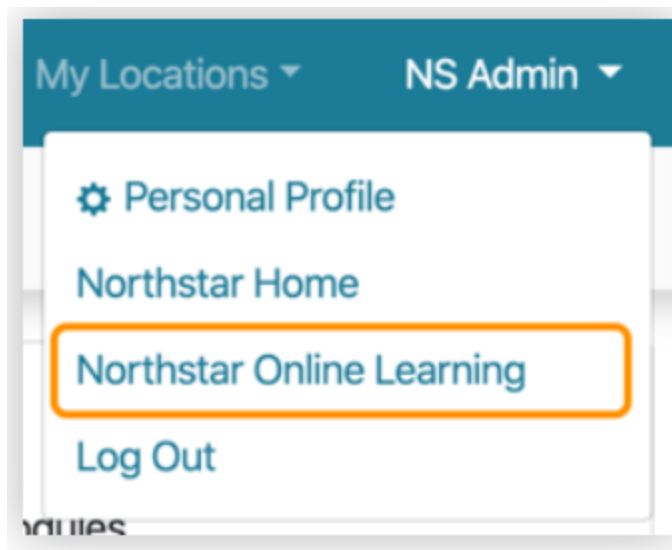 My Locations NS Admin
Personal Profile
Northstar Home
Northstar Online Learning
Log Out